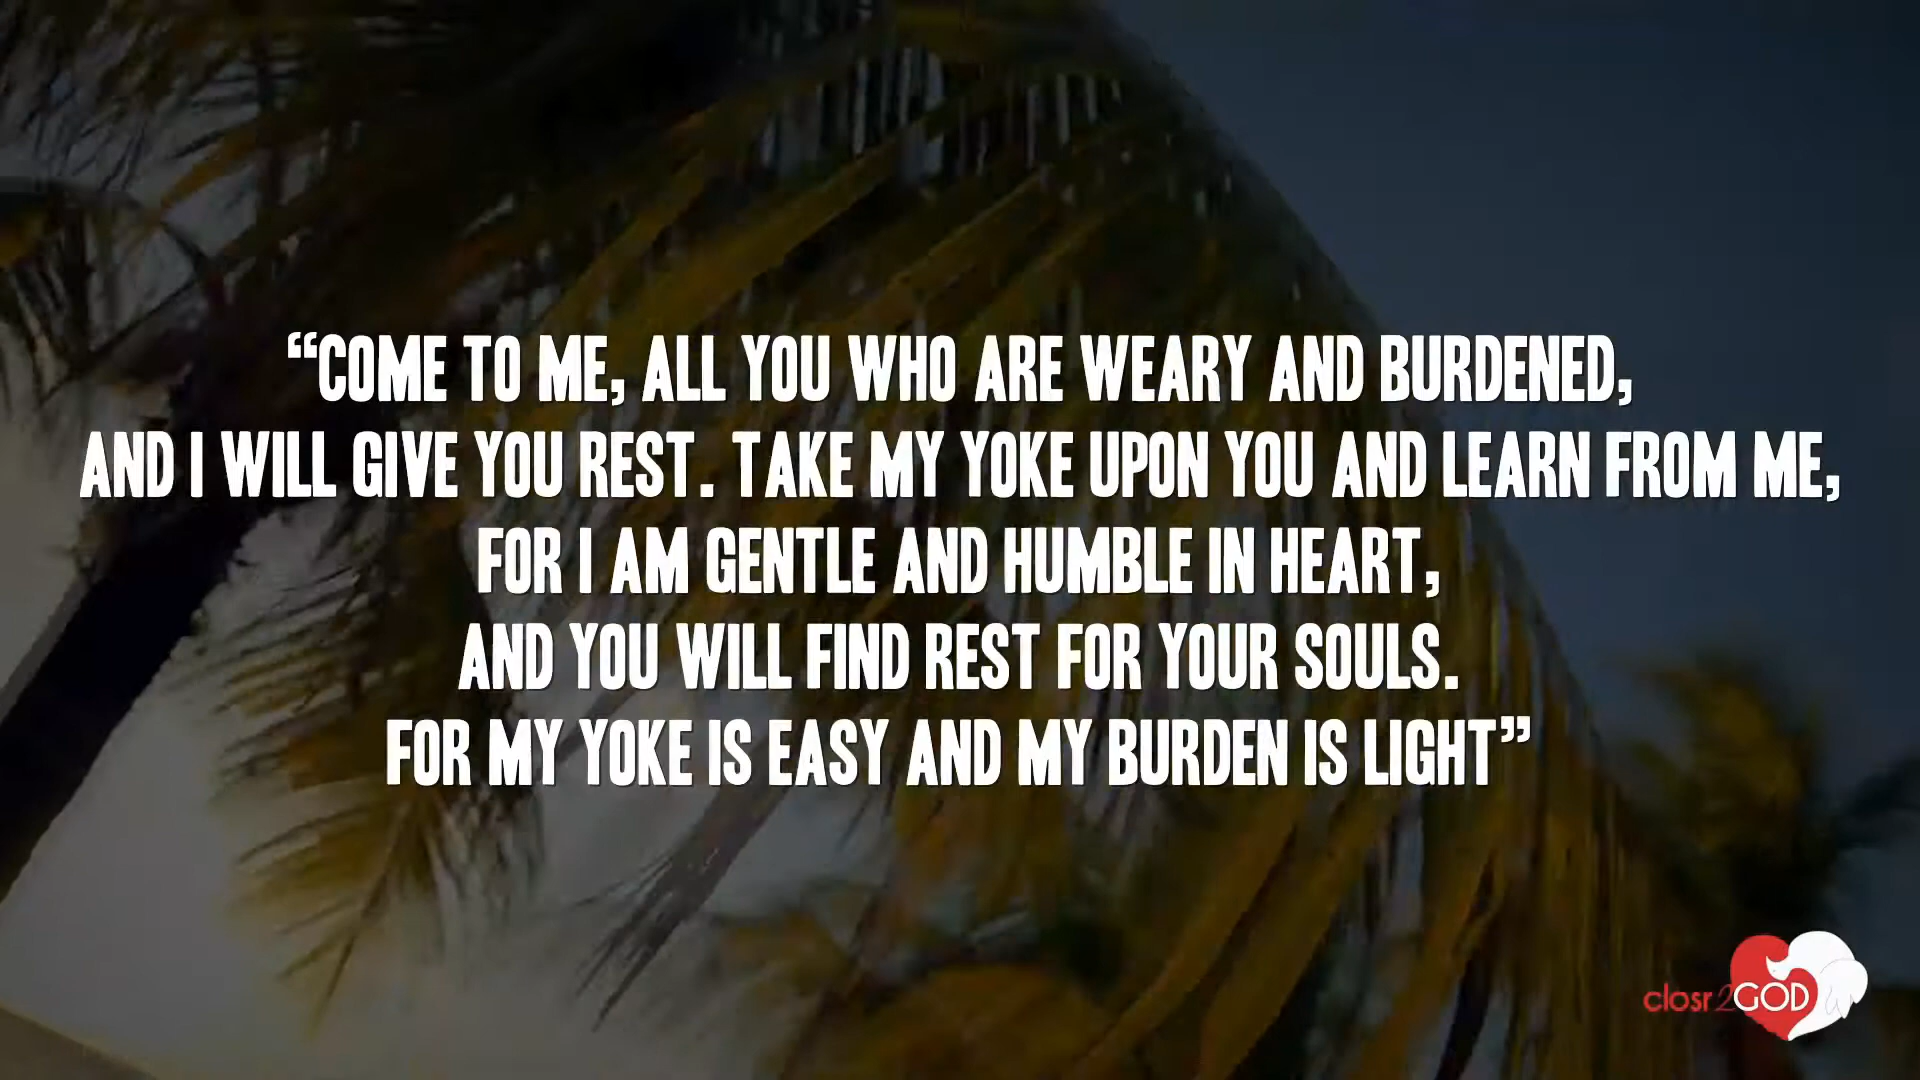 “COME TO ME, ALL YOU WHO ARE WEARY AND BURDENED,
AND I WILL GIVE YOU REST. TAKE MY YOKE UPON YOU AND LEARN FROM ME,
FOR I AM GENTLE AND HUMBLE IN HEART,
AND YOU WILL FIND REST FOR YOUR SOULS.
FOR MY YOKE IS EASY AND MY BURDEN IS LIGHT”
closr2GOD